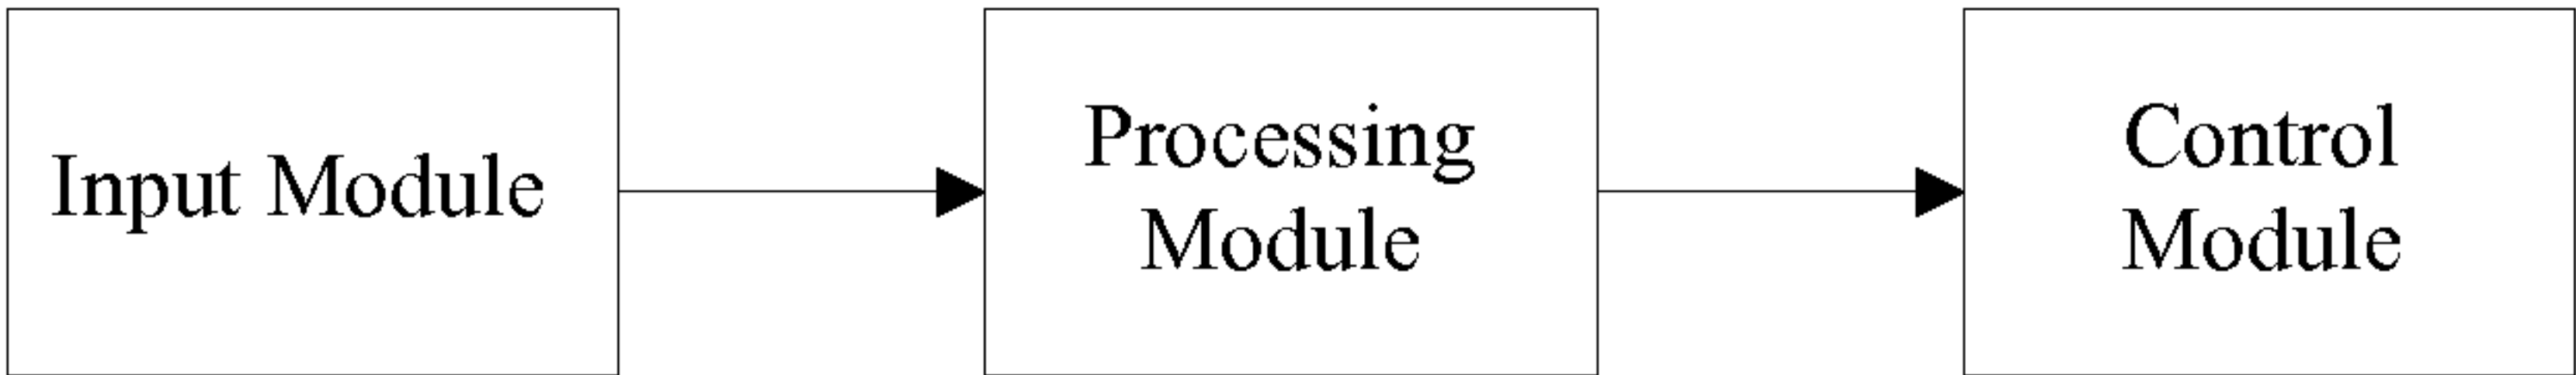 Input Module
Processing
Module
Control
Module